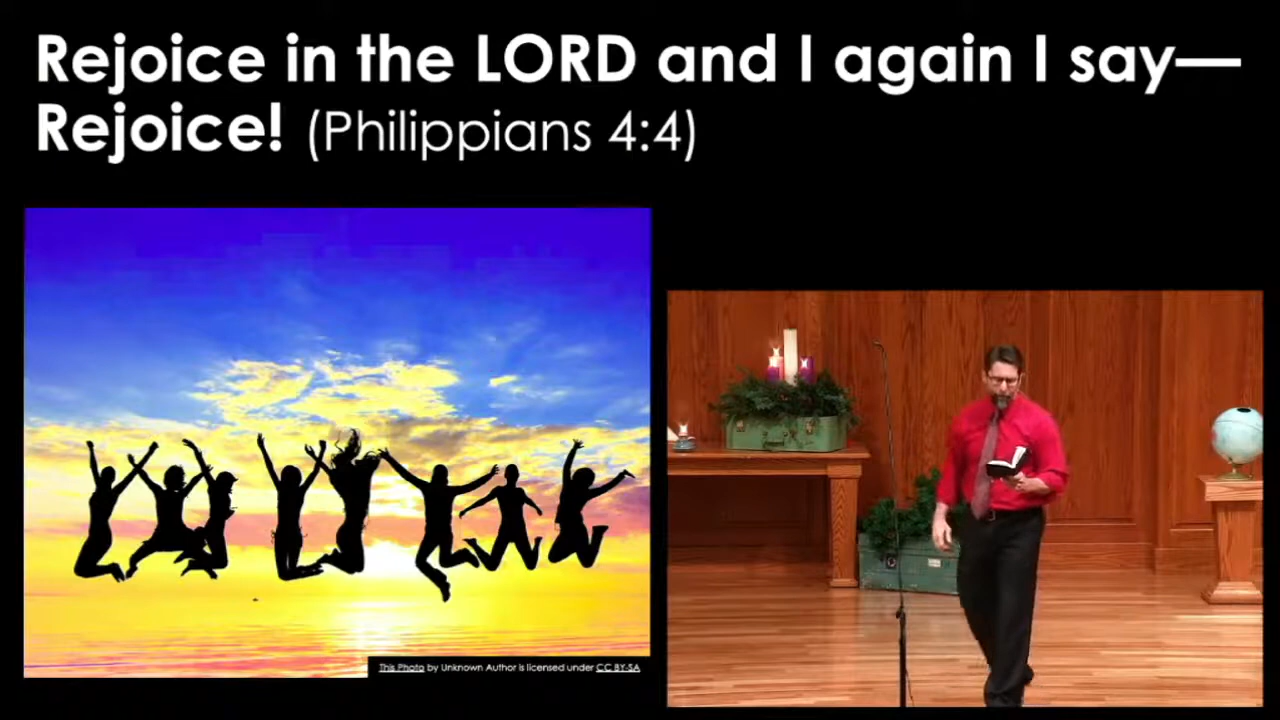 Rejoice in the LORD and I again I say—
Rejoice! (Philippians 4:4)
This Photo by Unknown Author is licensed under CC BY-SA